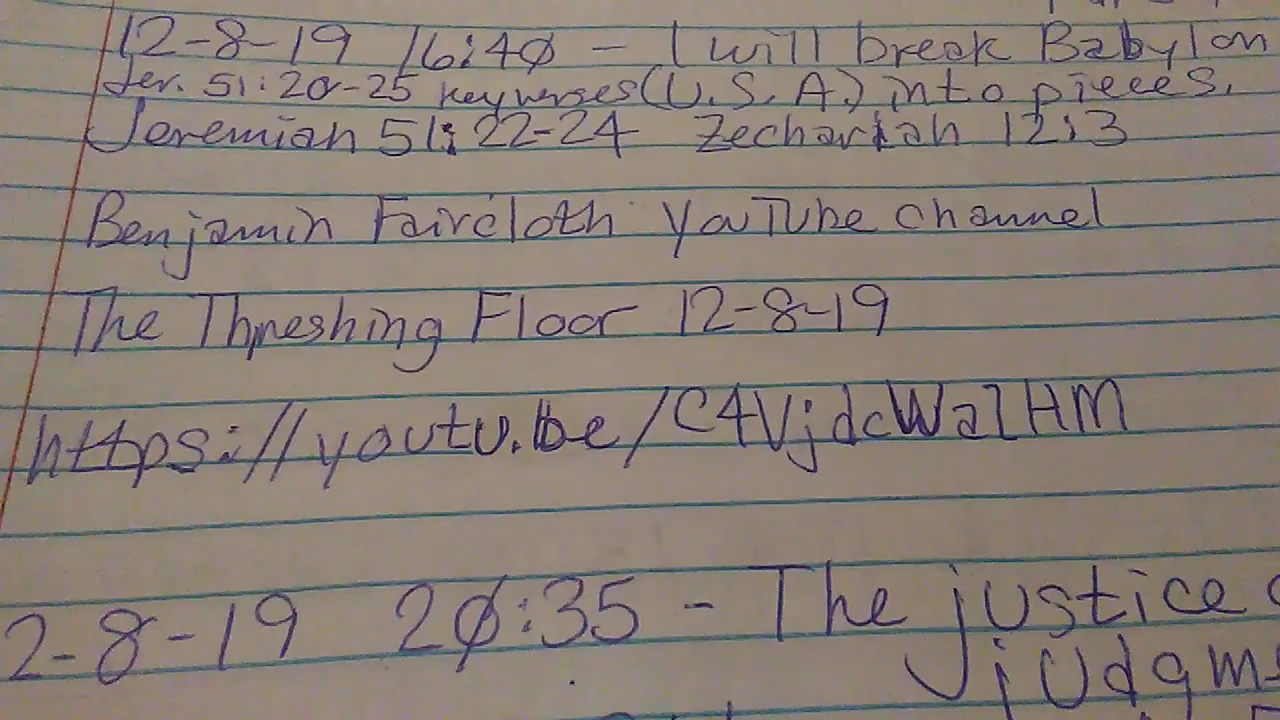 12-8-19 16:40 - I will break Babylon
Jer. 51:20-25 key verses (U.S.A.) into pieces.
Jeremiah 51:22-24 Zechariah 12:3
Benjamin Faircloth YouTube channel
The Threshing Floor 12-8-19
https://youtu.be/C4VjdcWalHM
2-8-19 20:35 - The justice
judgm